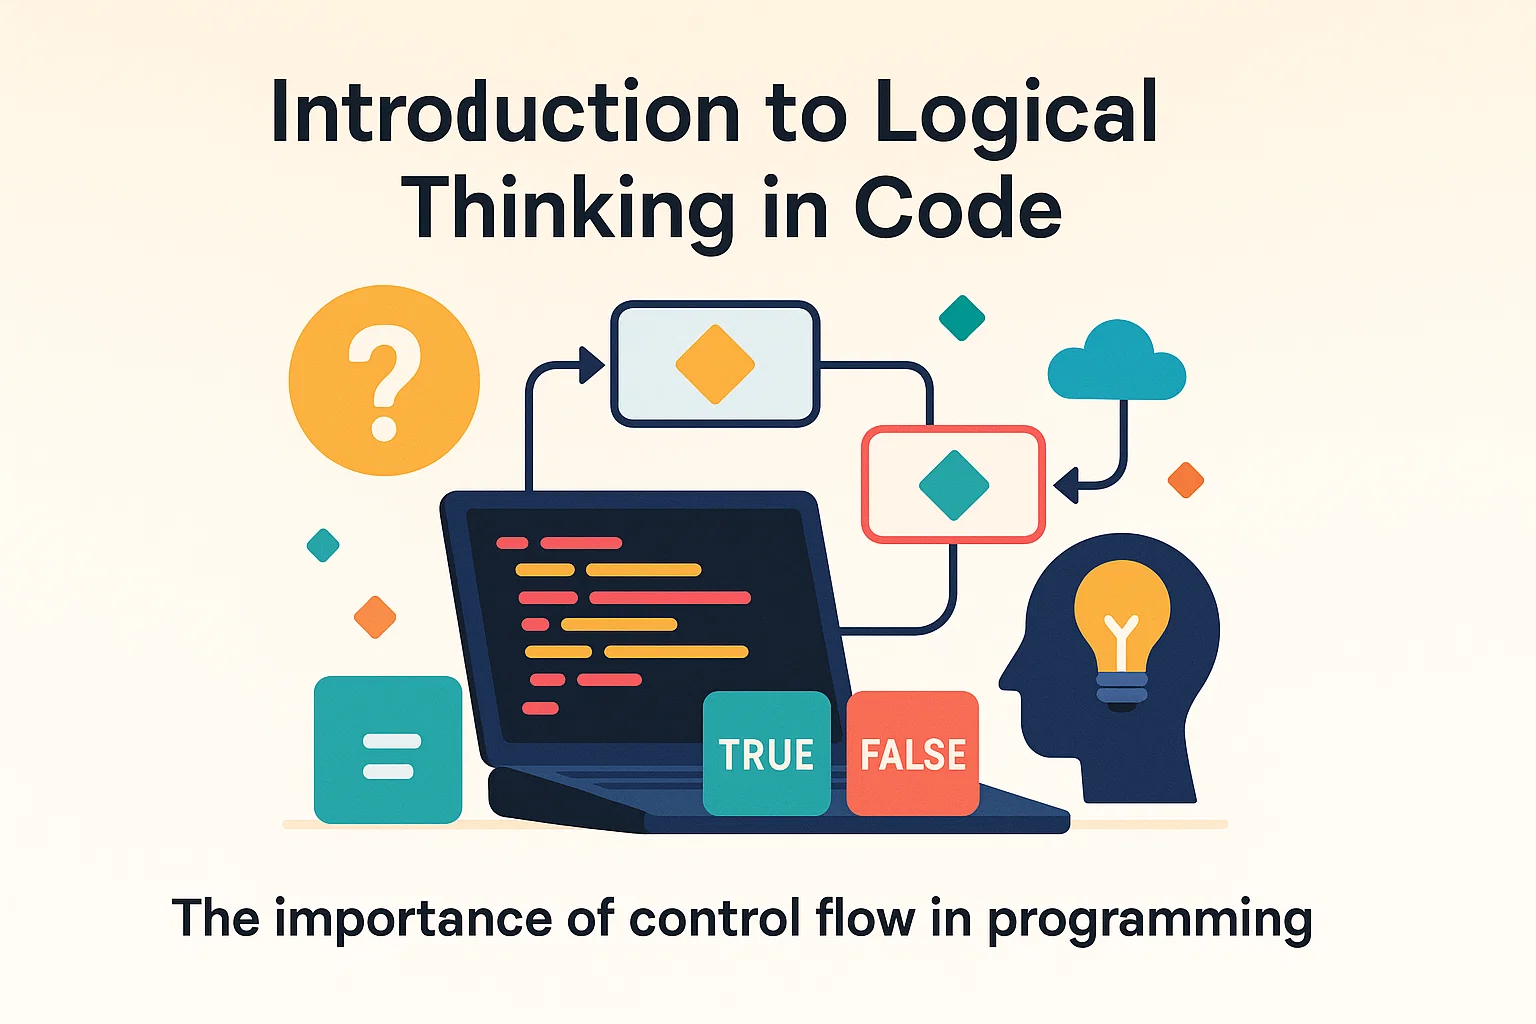 Introduction to Logical
Thinking in Code
?
=
TRUE
FALSE
The importance of control flow in programming